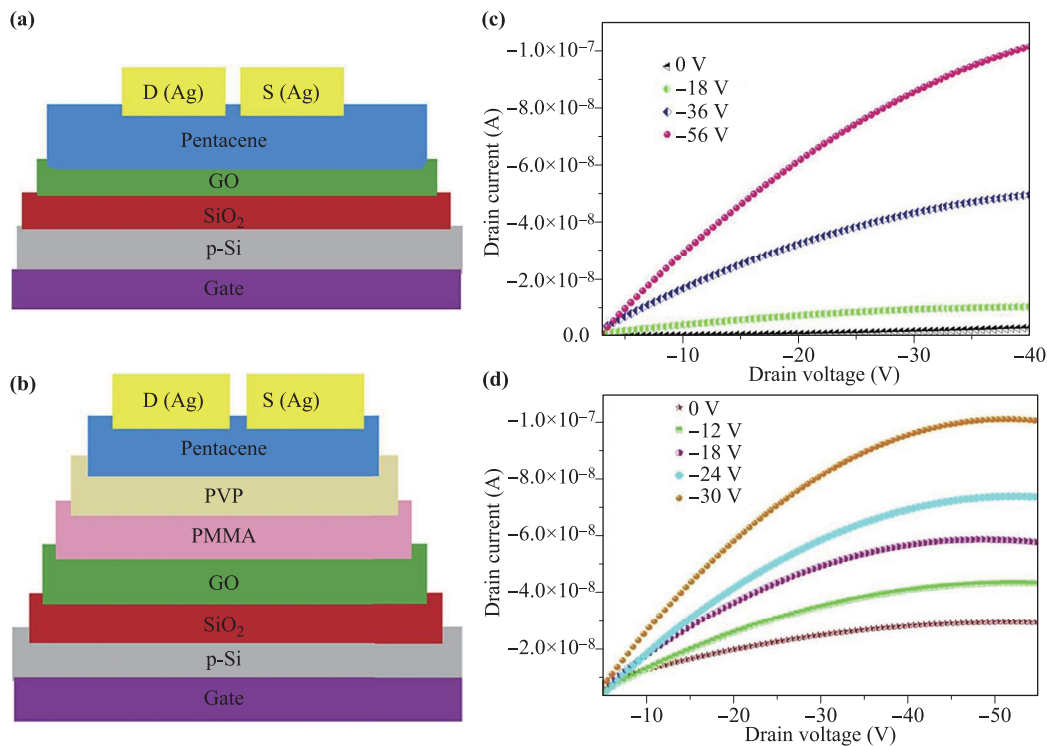 (a)
D (Ag)
S (Ag)
Pentacene
GO
SiO₂
p-Si
Gate
(b)
D (Ag)
S (Ag)
Pentacene
PVP
PMMA
GO
SiO₂
p-Si
Gate
(c)
−1.0×10⁻⁷
−8.0×10⁻⁸
−6.0×10⁻⁸
−4.0×10⁻⁸
−2.0×10⁻⁸
0.0
Drain current (A)
0 V
−18 V
−36 V
−56 V
−10
−20
−30
−40
Drain voltage (V)
(d)
−1.0×10⁻⁷
−8.0×10⁻⁸
−6.0×10⁻⁸
−4.0×10⁻⁸
−2.0×10⁻⁸
Drain current (A)
0 V
−12 V
−18 V
−24 V
−30 V
−10
−20
−30
−40
−50
Drain voltage (V)